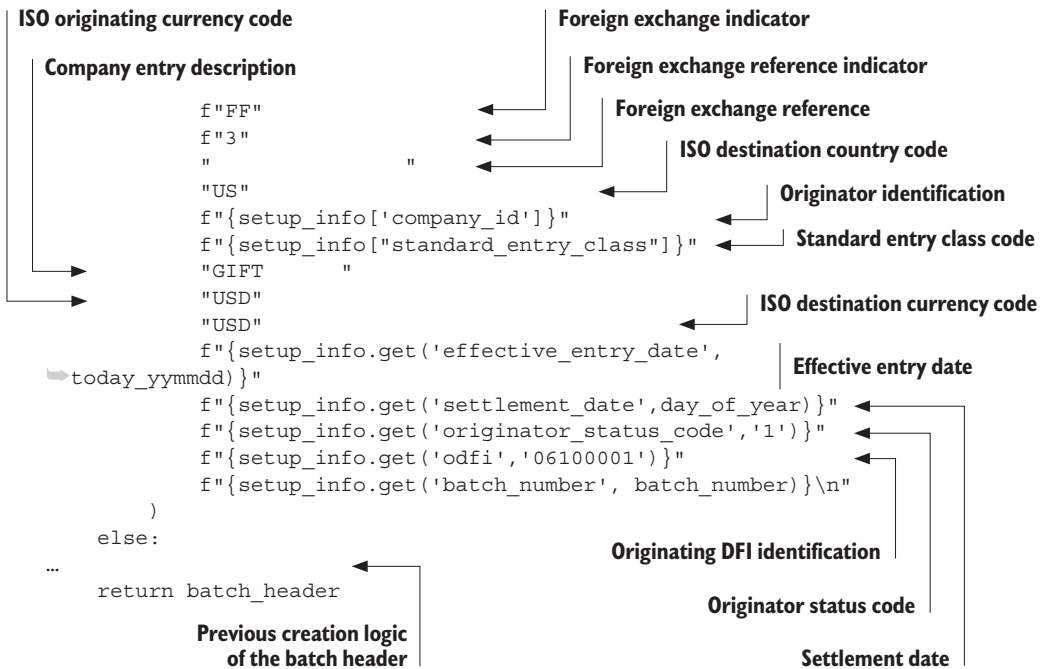 ISO originating currency code
Foreign exchange indicator
Company entry description
Foreign exchange reference indicator
f"FF"
Foreign exchange reference
f"3"
"               "
ISO destination country code
"US"
Originator identification
f"{setup_info['company_id']}"
f"{setup_info["standard_entry_class"]}"
Standard entry class code
"GIFT      "
"USD"
ISO destination currency code
"USD"
f"{setup_info.get('effective_entry_date',
Effective entry date
➥today_yymmdd)}"
f"{setup_info.get('settlement_date',day_of_year)}"
f"{setup_info.get('originator_status_code','1')}"
f"{setup_info.get('odfi','06100001')}"
f"{setup_info.get('batch_number', batch_number)}\n"
)
else:
Originating DFI identification
…
return batch_header
Originator status code
Previous creation logic
of the batch header
Settlement date